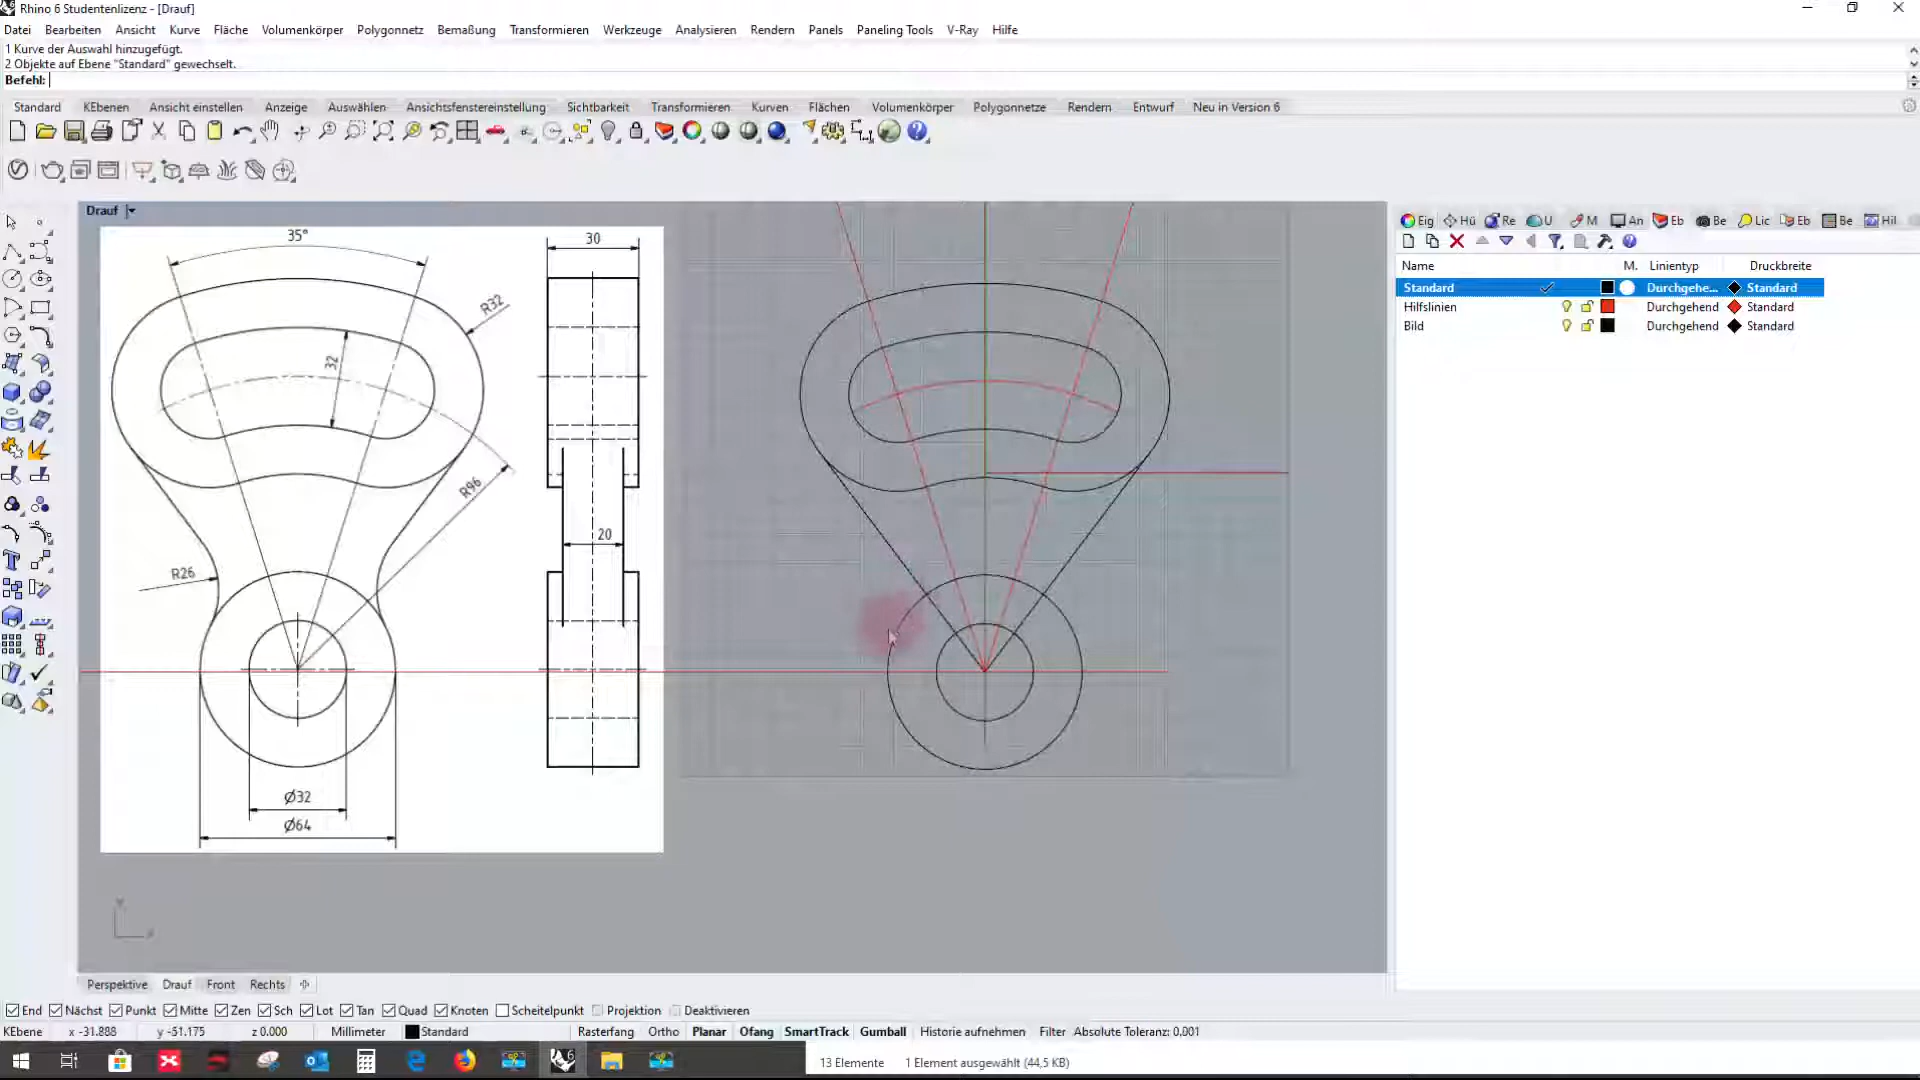 Rhino 6 Studentenlizenz - [Drauf]
Datei Bearbeiten Ansicht Kurve Fläche Volumenkörper Polygonnetz Bemaßung Transformieren Werkzeuge Analysieren Rendern Panels Paneling Tools V-Ray Hilfe
1 Kurve der Auswahl hinzugefügt.
2 Objekte auf Ebene "Standard" gewechselt.
Befehl:
Standard KEbenen Ansicht einstellen Anzeige Auswählen Ansichtsfenstereinstellung Sichtbarkeit Transformieren Kurven Flächen Volumenkörper Polygonnetze Rendern Entwurf Neu in Version 6
Drauf
Eig Hü Re U M An Eb Be Lic Eb Be Hil
Name M. Linientyp Druckbreite
Standard Durchgehe... Standard
Hilfslinien Durchgehend Standard
Bild Durchgehend Standard
35°
30
R32
32
R96
20
R26
Ø32
Ø64
Perspektive Drauf Front Rechts
End Nächst Punkt Mitte Zen Sch Lot Tan Quad Knoten Scheitelpunkt Projektion Deaktivieren
KEbene x -31.888 y -51.175 z 0.000 Millimeter Standard Rasterfang Ortho Planar Ofang SmartTrack Gumball Historie aufnehmen Filter Absolute Toleranz: 0.001
13 Elemente 1 Element ausgewählt (44,5 KB)